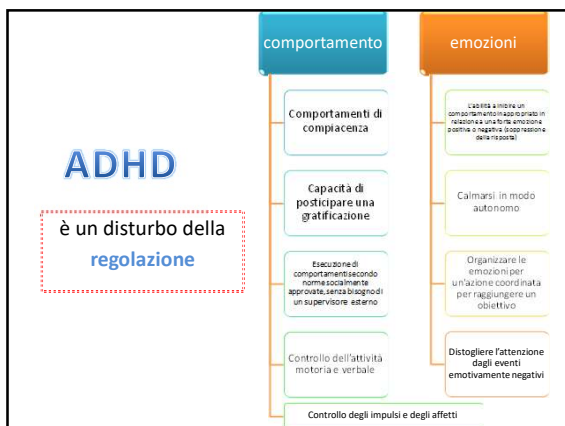 ADHD
è un disturbo della
regolazione
comportamento
Comportamenti di
compiacenza
Capacità di
posticipare una
gratificazione
Esecuzione di
comportamenti secondo
norme socialmente
approvate, senza bisogno di
un supervisore esterno
Controllo dell'attività
motoria e verbale
Controllo degli impulsi e degli affetti
emozioni
L'abilità a inibire un
comportamento inappropriato in
relazione a una forte emozione
positiva o negativa (soppressione
della risposta)
Calmarsi in modo
autonomo
Organizzare le
emozioni per
un'azione coordinata
per raggiungere un
obiettivo
Distogliere l'attenzione
dagli eventi
emotivamente negativi